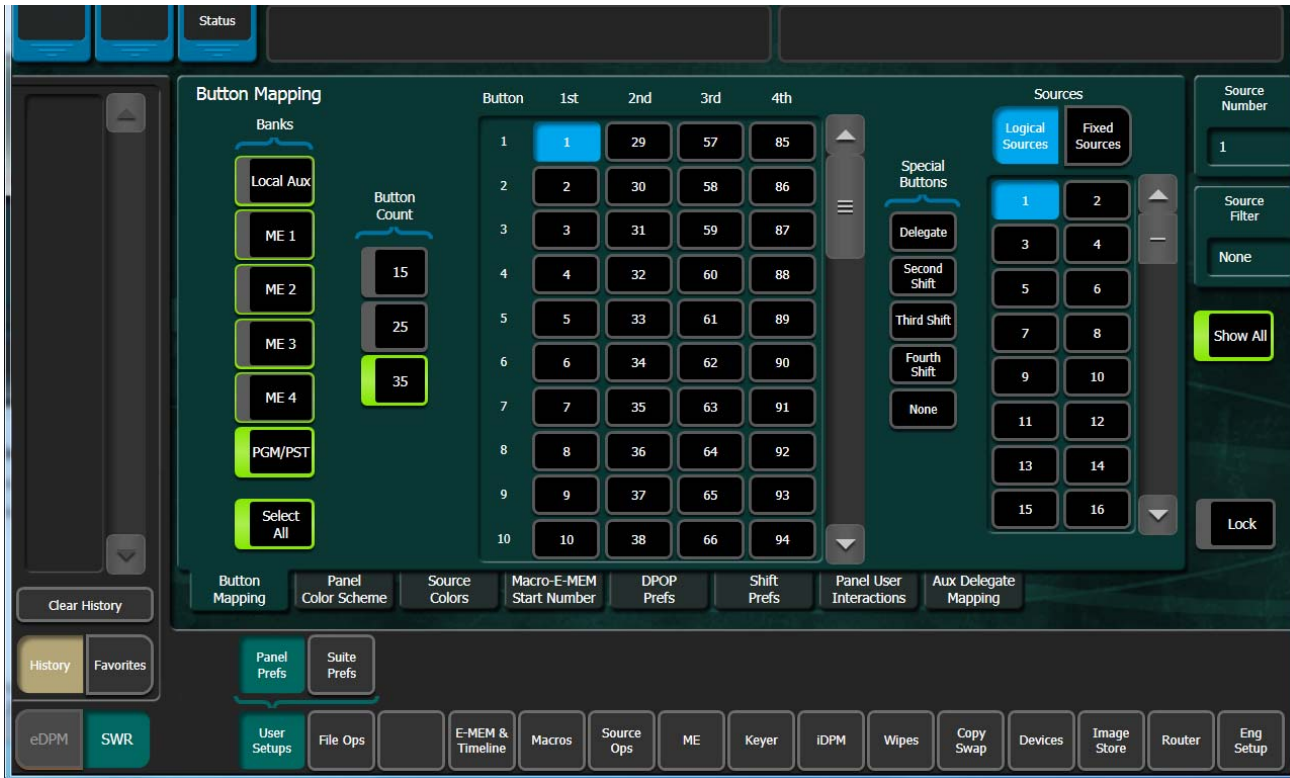 Status
Button Mapping
Banks
Local Aux
ME 1
ME 2
ME 3
ME 4
PGM/PST
Select
All
Button
Count
15
25
35
Button 1st 2nd 3rd 4th
1 1 29 57 85
2 2 30 58 86
3 3 31 59 87
4 4 32 60 88
5 5 33 61 89
6 6 34 62 90
7 7 35 63 91
8 8 36 64 92
9 9 37 65 93
10 10 38 66 94
Special
Buttons
Delegate
Second
Shift
Third Shift
Fourth
Shift
None
Sources
Logical
Sources
Fixed
Sources
1 2
3 4
5 6
7 8
9 10
11 12
13 14
15 16
Source
Number
1
Source
Filter
None
Show All
Lock
Button
Mapping
Panel
Color Scheme
Source
Colors
Macro-E-MEM
Start Number
DPOP
Prefs
Shift
Prefs
Panel User
Interactions
Aux Delegate
Mapping
Clear History
History
Favorites
Panel
Prefs
Suite
Prefs
eDPM
SWR
User
Setups
File Ops
E-MEM &
Timeline
Macros
Source
Ops
ME
Keyer
iDPM
Wipes
Copy
Swap
Devices
Image
Store
Router
Eng
Setup